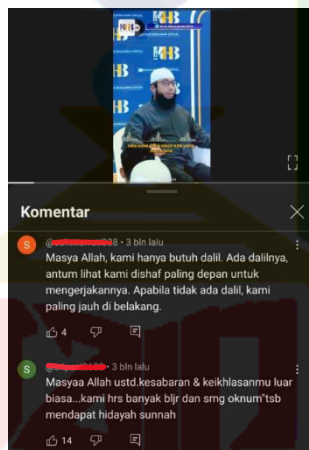 KHB
Komentar
S
3 bln lalu
Masya Allah, kami hanya butuh dalil. Ada dalilnya,
antum lihat kami dishaf paling depan untuk
mengerjakannya. Apabila tidak ada dalil, kami
paling jauh di belakang.
4
S
3 bln lalu
Masyaa Allah ustd.kesabaran & keikhlasanmu luar
biasa...kami hrs banyak bljr dan smg oknum"tsb
mendapat hidayah sunnah
14